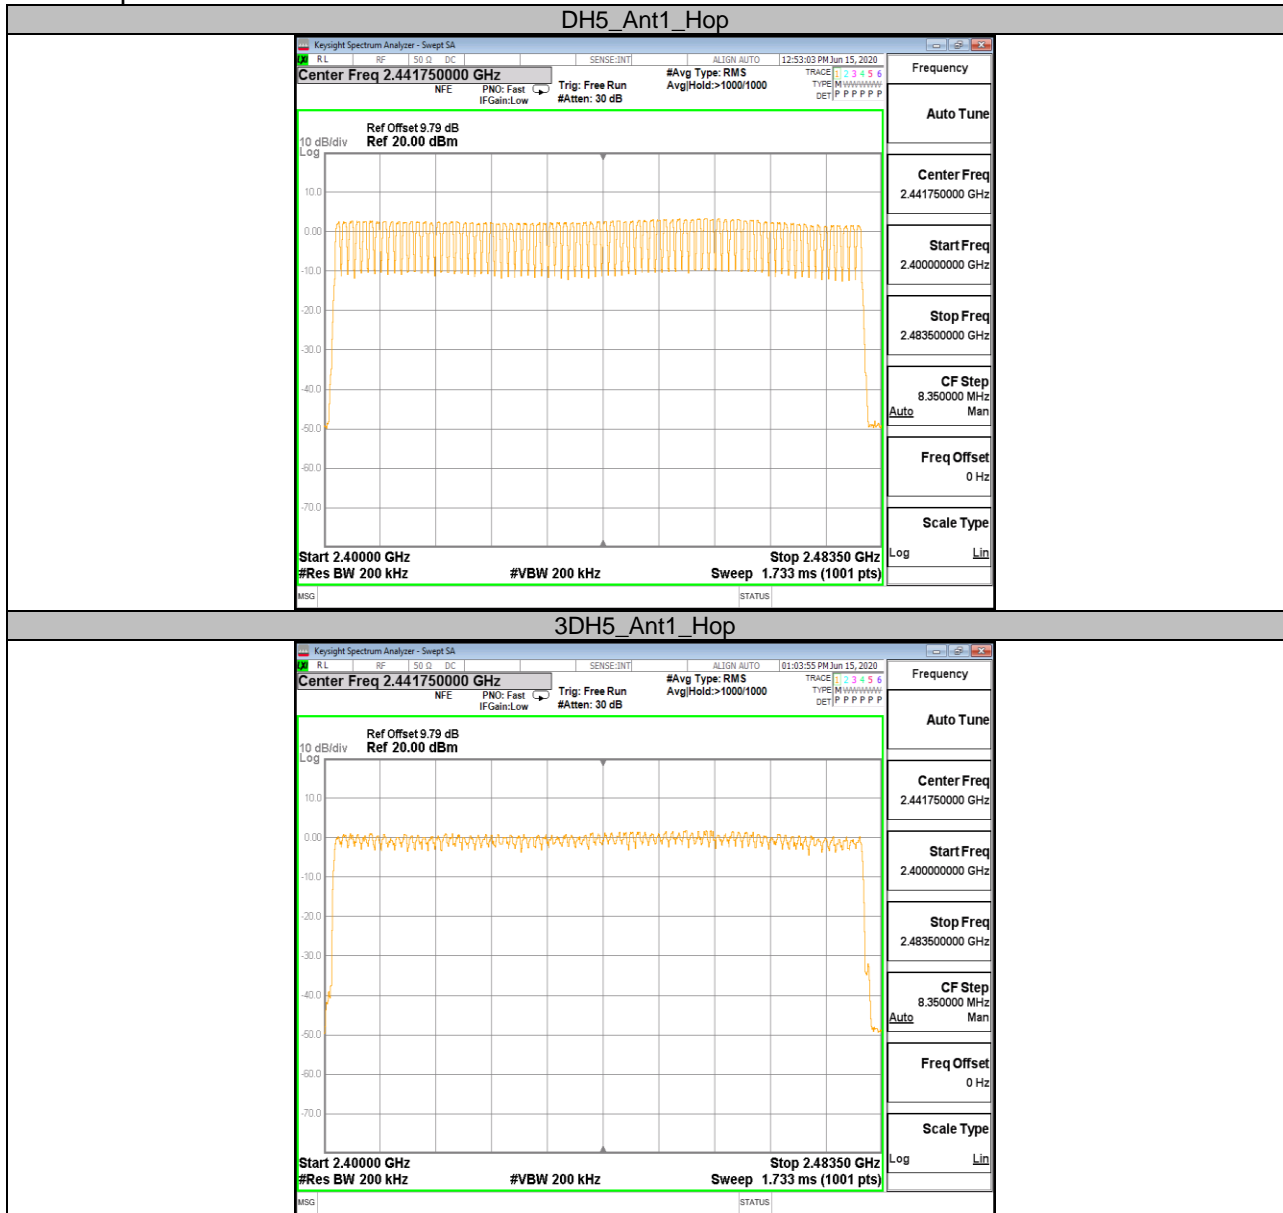 DH5_Ant1_Hop
Keysight Spectrum Analyzer - Swept SA
LXI RL RF 50 Ω DC SENSE:INT ALIGN AUTO 12:53:03 PM Jun 15, 2020
Center Freq 2.441750000 GHz
NFE PNO: Fast IFGain:Low
Trig: Free Run
#Atten: 30 dB
#Avg Type: RMS
Avg|Hold:>1000/1000
TRACE 1 2 3 4 5 6
TYPE M WWWWW
DET P P P P P P
Ref Offset 9.79 dB
10 dB/div Ref 20.00 dBm
Log
10.0
0.00
-10.0
-20.0
-30.0
-40.0
-50.0
-60.0
-70.0
Start 2.40000 GHz Stop 2.48350 GHz
#Res BW 200 kHz #VBW 200 kHz Sweep 1.733 ms (1001 pts)
MSG STATUS
Frequency
Auto Tune
Center Freq
2.441750000 GHz
Start Freq
2.400000000 GHz
Stop Freq
2.483500000 GHz
CF Step
8.350000 MHz
Auto Man
Freq Offset
0 Hz
Scale Type
Log Lin
3DH5_Ant1_Hop
Keysight Spectrum Analyzer - Swept SA
LXI RL RF 50 Ω DC SENSE:INT ALIGN AUTO 01:03:55 PM Jun 15, 2020
Center Freq 2.441750000 GHz
NFE PNO: Fast IFGain:Low
Trig: Free Run
#Atten: 30 dB
#Avg Type: RMS
Avg|Hold:>1000/1000
TRACE 1 2 3 4 5 6
TYPE M WWWWW
DET P P P P P P
Ref Offset 9.79 dB
10 dB/div Ref 20.00 dBm
Log
10.0
0.00
-10.0
-20.0
-30.0
-40.0
-50.0
-60.0
-70.0
Start 2.40000 GHz Stop 2.48350 GHz
#Res BW 200 kHz #VBW 200 kHz Sweep 1.733 ms (1001 pts)
MSG STATUS
Frequency
Auto Tune
Center Freq
2.441750000 GHz
Start Freq
2.400000000 GHz
Stop Freq
2.483500000 GHz
CF Step
8.350000 MHz
Auto Man
Freq Offset
0 Hz
Scale Type
Log Lin